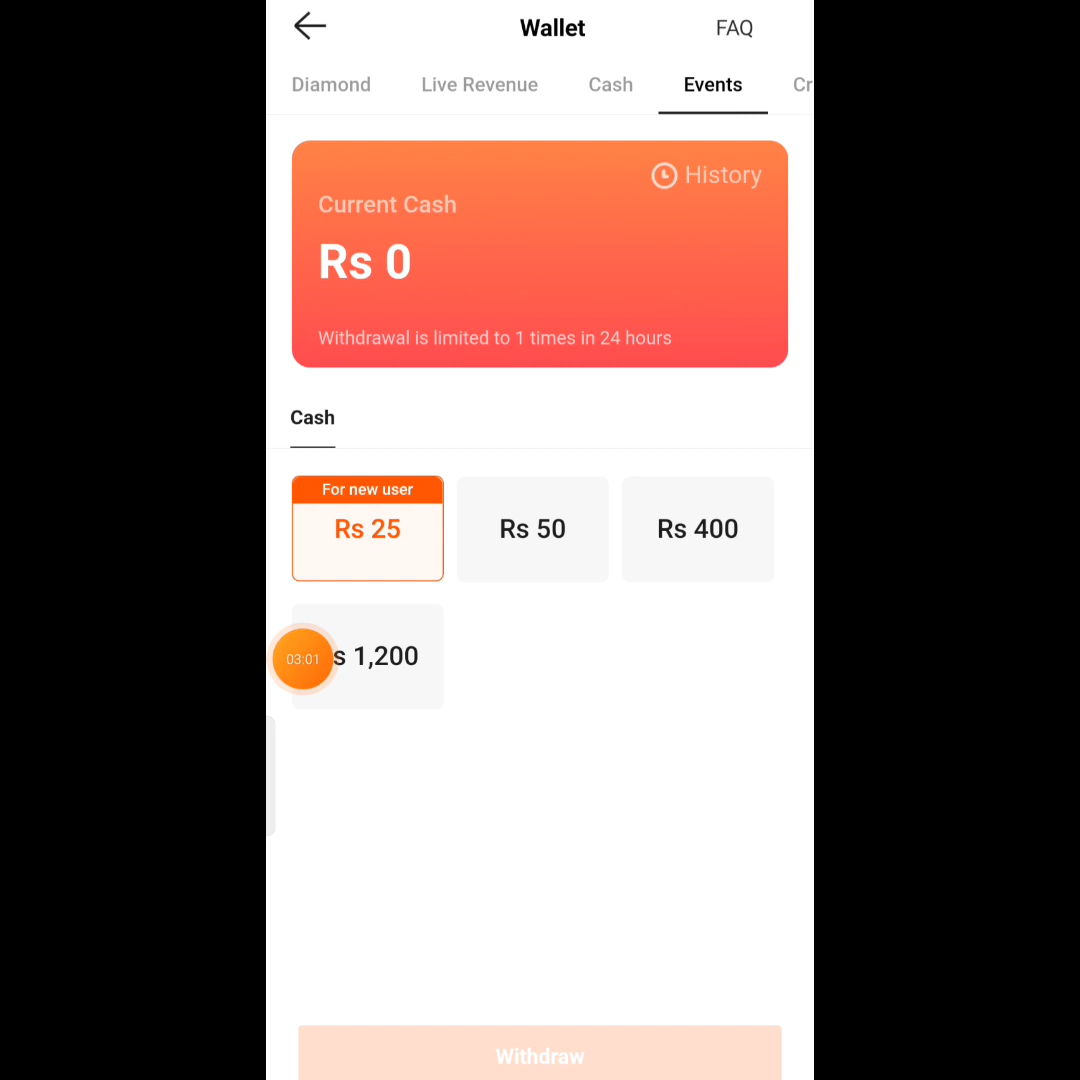 Wallet
FAQ
Diamond
Live Revenue
Cash
Events
Cr
History
Current Cash
Rs 0
Withdrawal is limited to 1 times in 24 hours
Cash
For new user
Rs 25
Rs 50
Rs 400
s 1,200
03:01
Withdraw